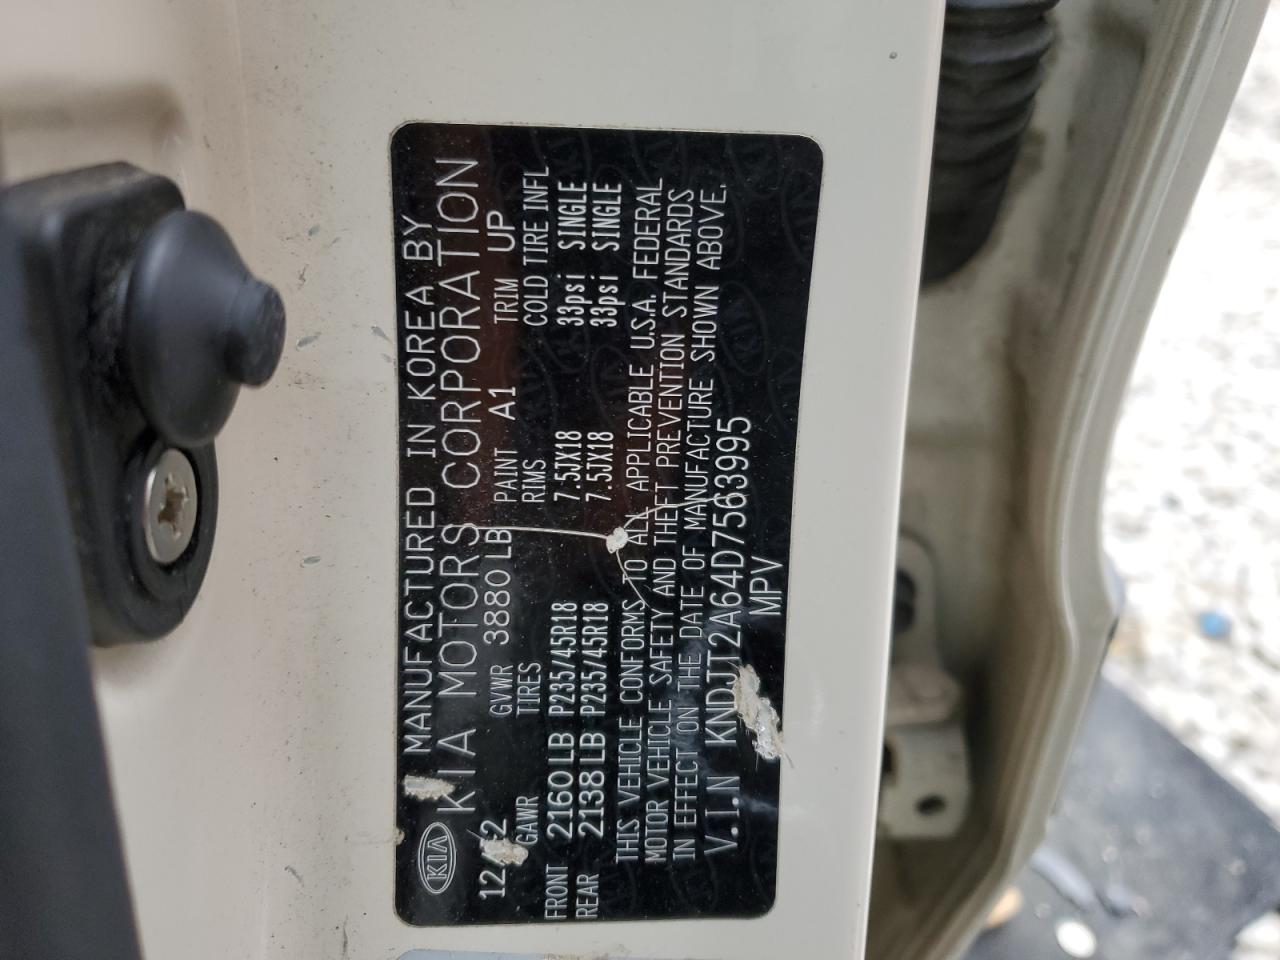 KIA MANUFACTURED IN KOREA BY
KIA MOTORS CORPORATION
GVWR 3880 LB PAINT A1 TRIM UP
GAWR TIRES RIMS COLD TIRE INFL
FRONT 2160 LB P235/45R18 7.5JX18 33psi SINGLE
REAR 2138 LB P235/45R18 7.5JX18 33psi SINGLE
THIS VEHICLE CONFORMS TO ALL APPLICABLE U.S.A. FEDERAL
MOTOR VEHICLE SAFETY AND THEFT PREVENTION STANDARDS
IN EFFECT ON THE DATE OF MANUFACTURE SHOWN ABOVE.
V.I.N KNDJT2A64D7563995
MPV